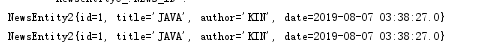 NewsEntity2{id=1, title='JAVA', author='KIN', date=2019-08-07 03:38:27.0}
NewsEntity2{id=1, title='JAVA', author='KIN', date=2019-08-07 03:38:27.0}